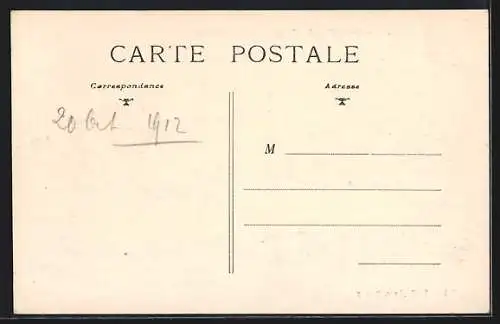 CARTE POSTALE
Correspondance
Adresse
20 Oct 1912
M